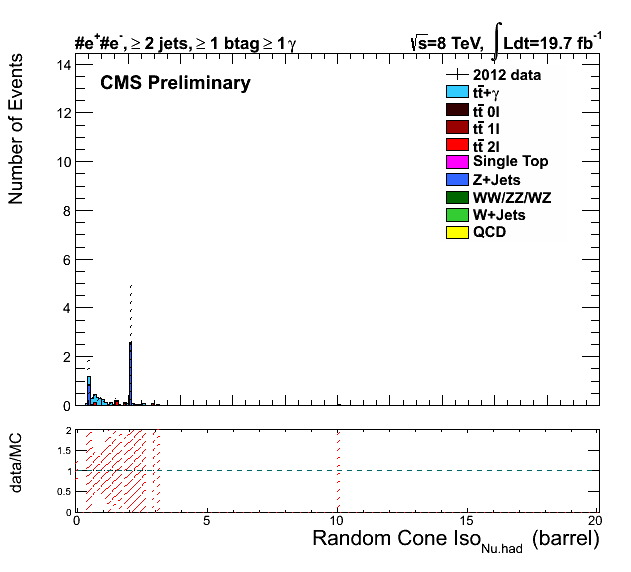 #e+#e-, ≥ 2 jets, ≥ 1 btag ≥ 1 γ
√s=8 TeV, ∫Ldt=19.7 fb-1
CMS Preliminary
Number of Events
14
12
10
8
6
4
2
0
2012 data
tt̄+γ
tt̄ 0l
tt̄ 1l
tt̄ 2l
Single Top
Z+Jets
WW/ZZ/WZ
W+Jets
QCD
data/MC
2
1.5
1
0.5
0
0 5 10 15 20
Random Cone Iso Nu.had (barrel)